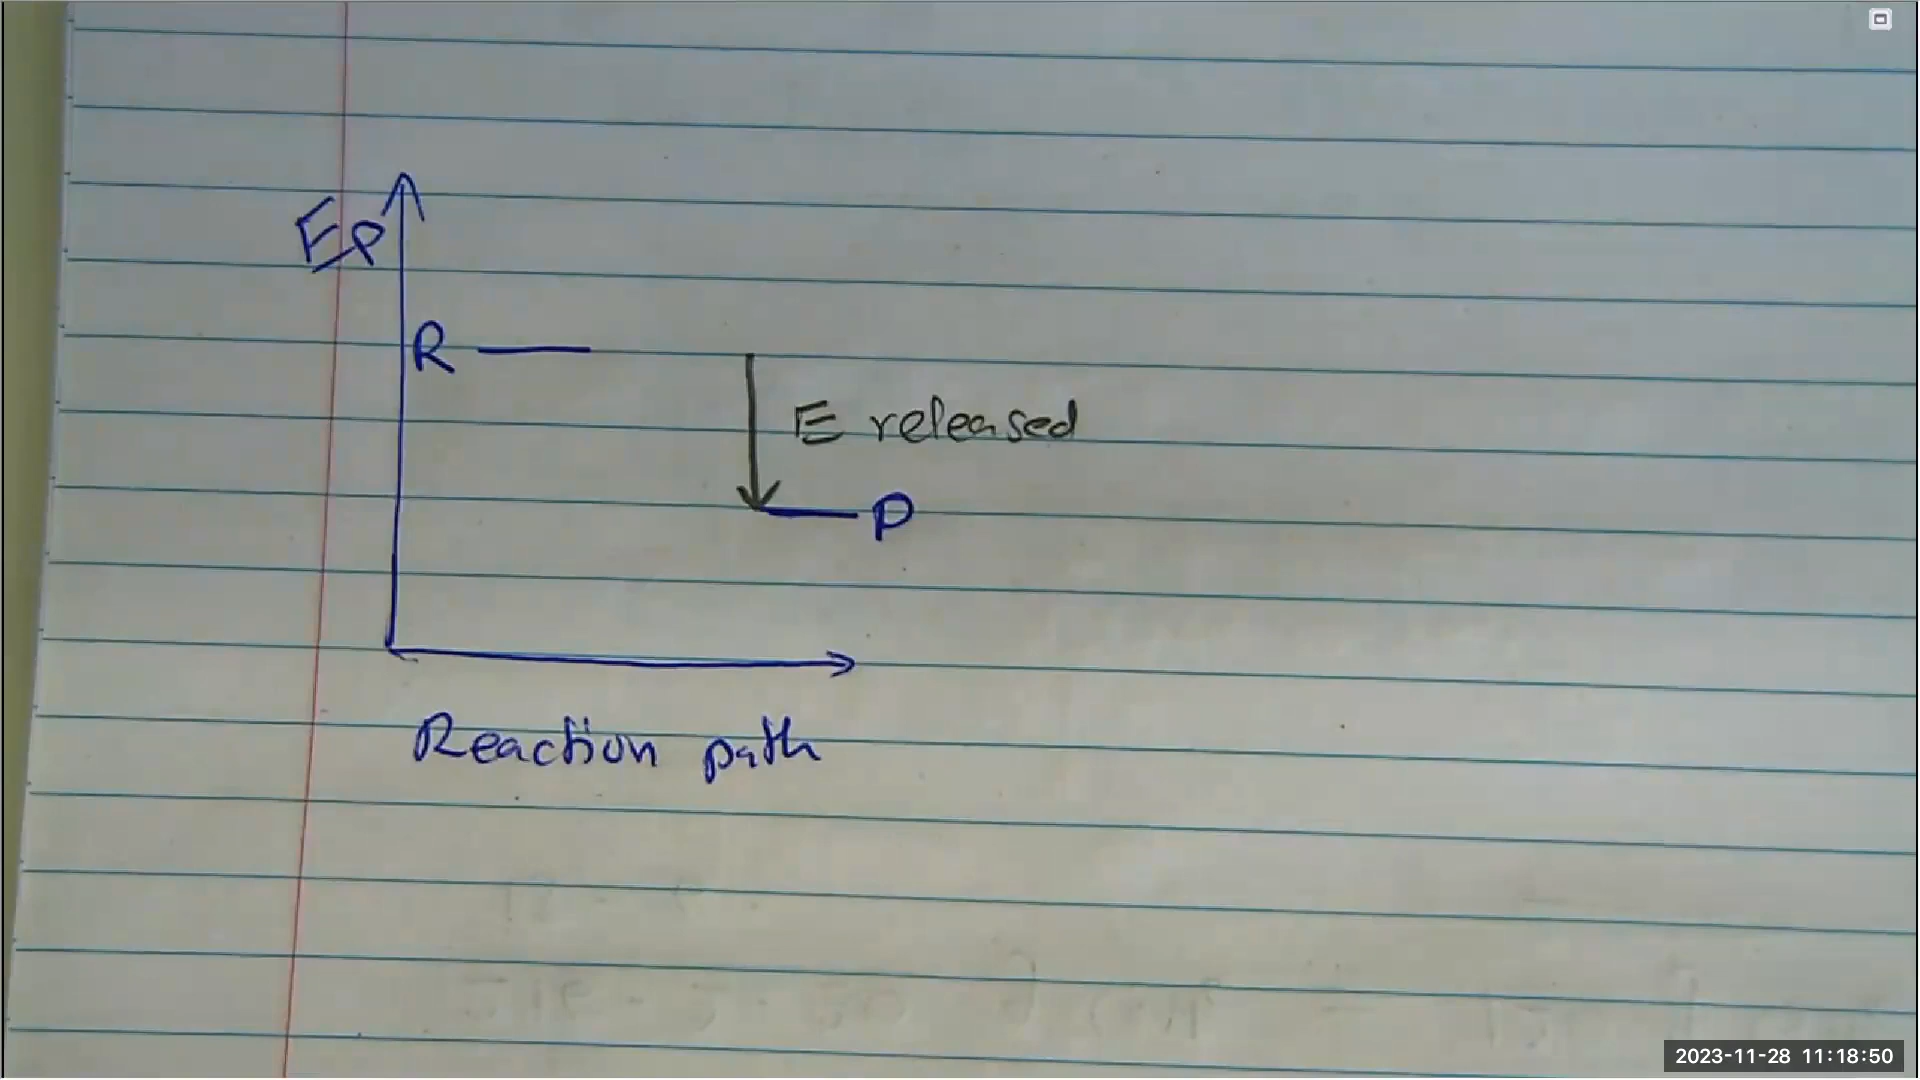 Ep
R
E released
P
Reaction path
2023-11-28 11:18:50